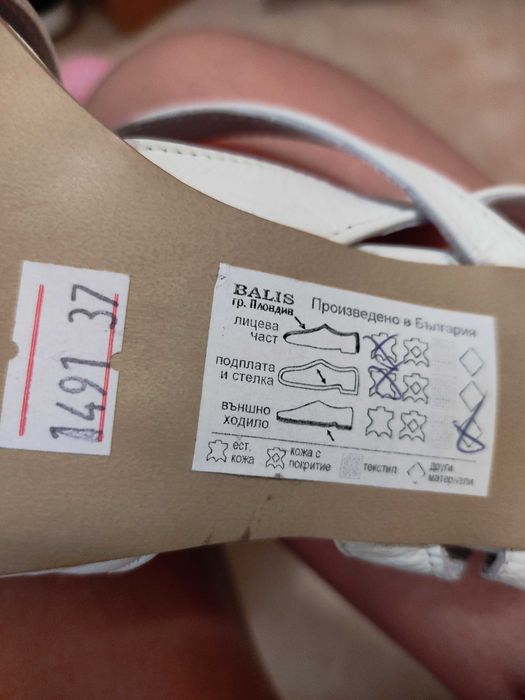 1491 37
BALIS
гр. Пловдив
Произведено в България
лицева
част
подплата
и стелка
външно
ходило
ест.
кожа
кожа с
покритие
текстил
други
материали